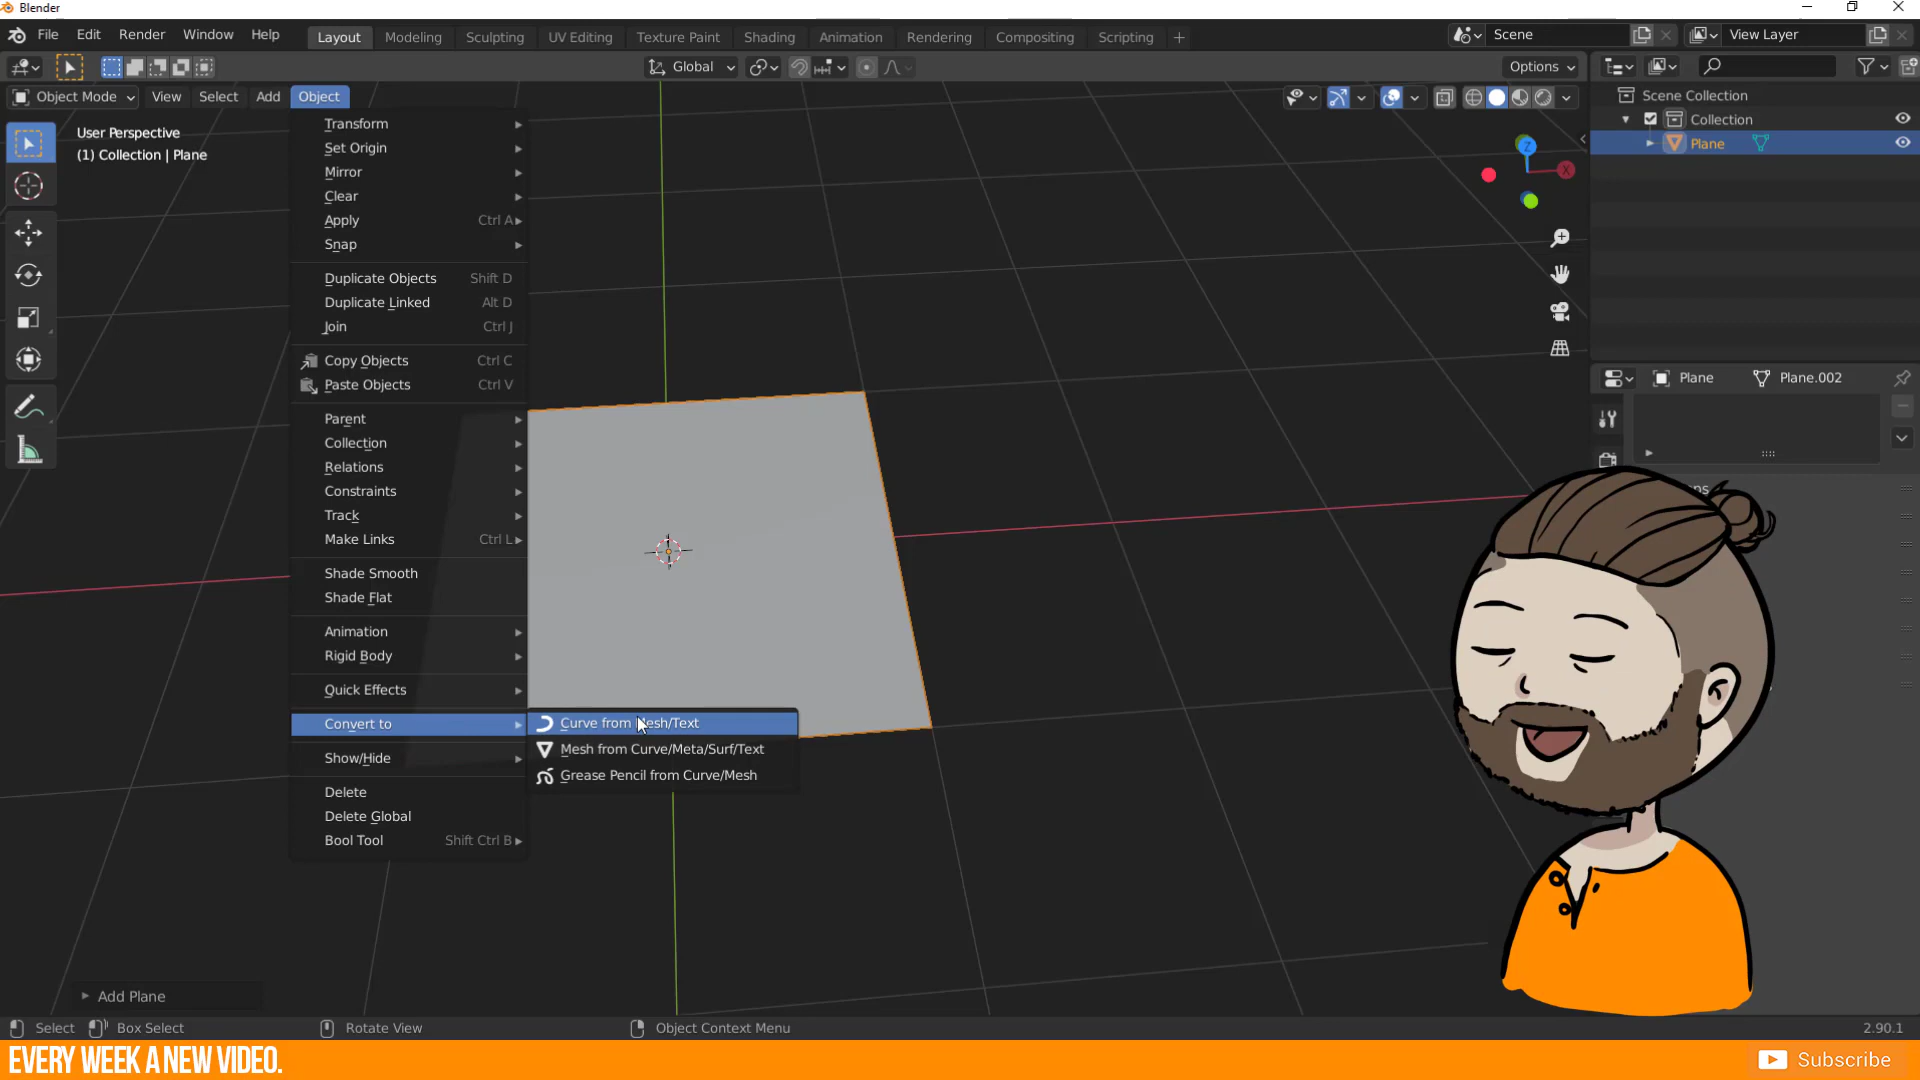 Blender
File Edit Render Window Help Layout Modeling Sculpting UV Editing Texture Paint Shading Animation Rendering Compositing Scripting + Scene View Layer
Global Options
Object Mode View Select Add Object
User Perspective
(1) Collection | Plane
Transform
Set Origin
Mirror
Clear
Apply Ctrl A
Snap
Duplicate Objects Shift D
Duplicate Linked Alt D
Join Ctrl J
Copy Objects Ctrl C
Paste Objects Ctrl V
Parent
Collection
Relations
Constraints
Track
Make Links Ctrl L
Shade Smooth
Shade Flat
Animation
Rigid Body
Quick Effects
Convert to
Show/Hide
Delete
Delete Global
Bool Tool Shift Ctrl B
Curve from Mesh/Text
Mesh from Curve/Meta/Surf/Text
Grease Pencil from Curve/Mesh
Z
X
Scene Collection
Collection
Plane
Plane Plane.002
Add Plane
Select Box Select Rotate View Object Context Menu 2.90.1
EVERY WEEK A NEW VIDEO.
Subscribe